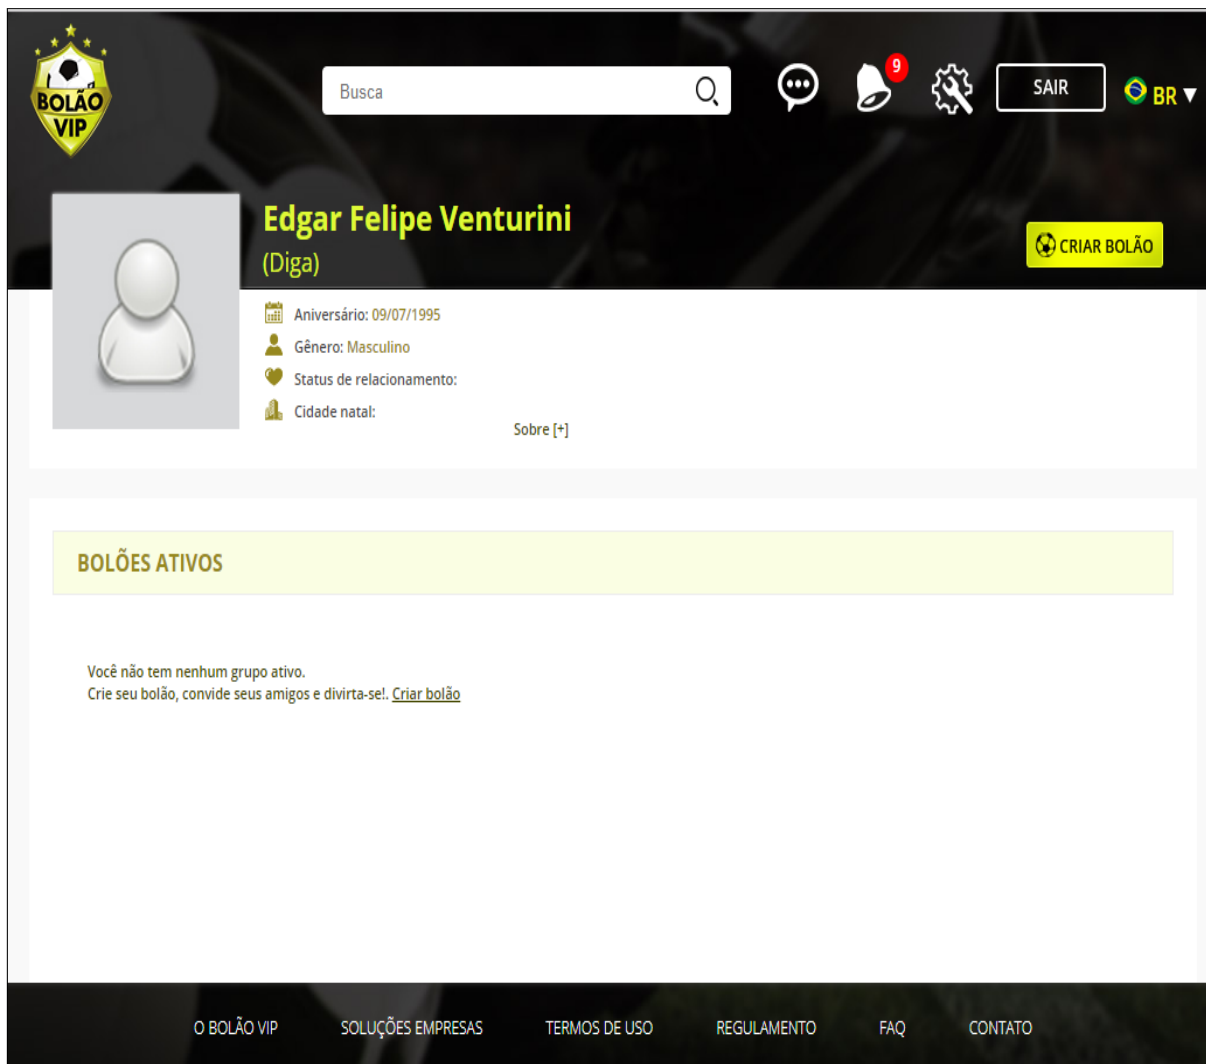 BOLÃO
VIP
Busca
9
SAIR
BR
Edgar Felipe Venturini
(Diga)
CRIAR BOLÃO
Aniversário: 09/07/1995
Gênero: Masculino
Status de relacionamento:
Cidade natal:
Sobre [+]
BOLÕES ATIVOS
Você não tem nenhum grupo ativo.
Crie seu bolão, convide seus amigos e divirta-se!. Criar bolão
O BOLÃO VIP SOLUÇÕES EMPRESAS TERMOS DE USO REGULAMENTO FAQ CONTATO